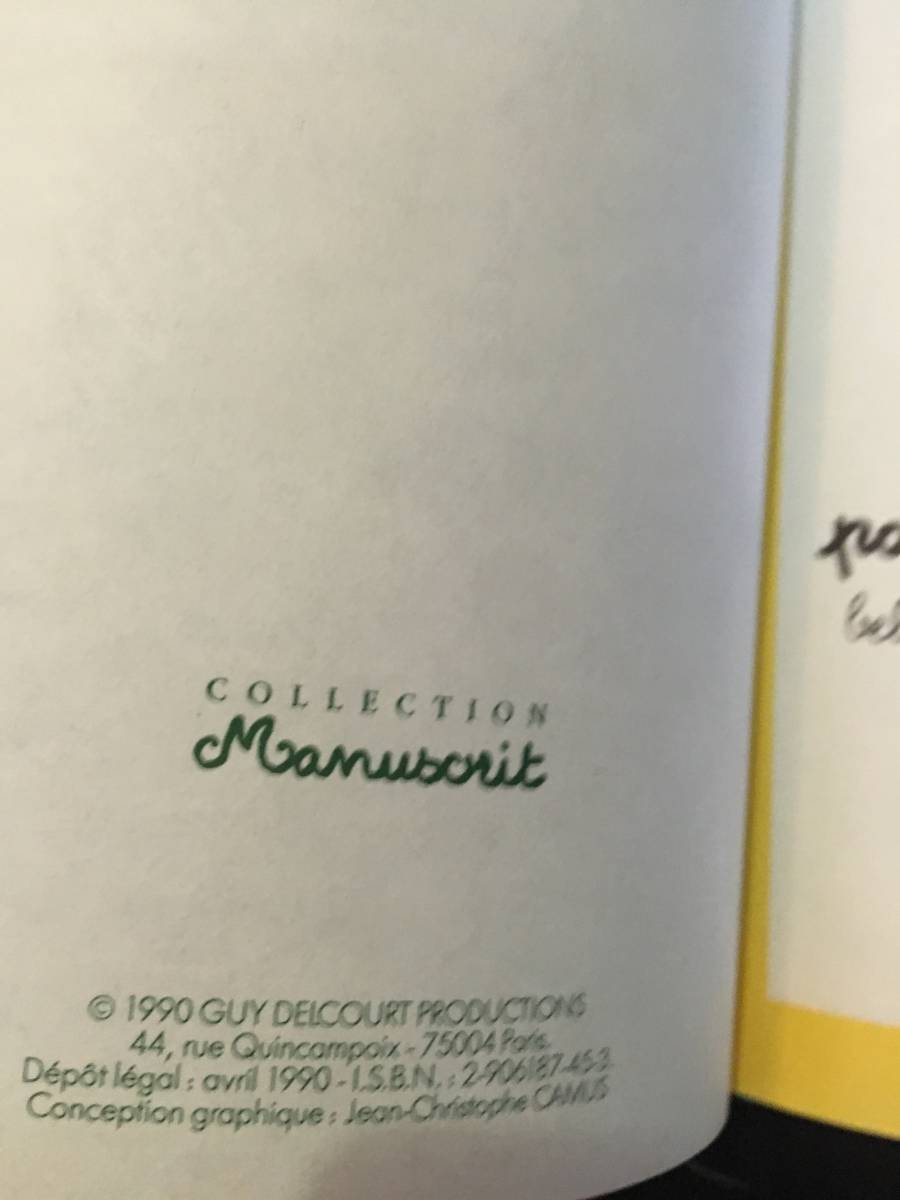 COLLECTION
Manuscrit
© 1990 GUY DELCOURT PRODUCTIONS
44, rue Quincampoix - 75004 Paris.
Dépôt légal : avril 1990 - I.S.B.N. : 2-906187-45-3
Conception graphique : Jean-Christophe CAMUS